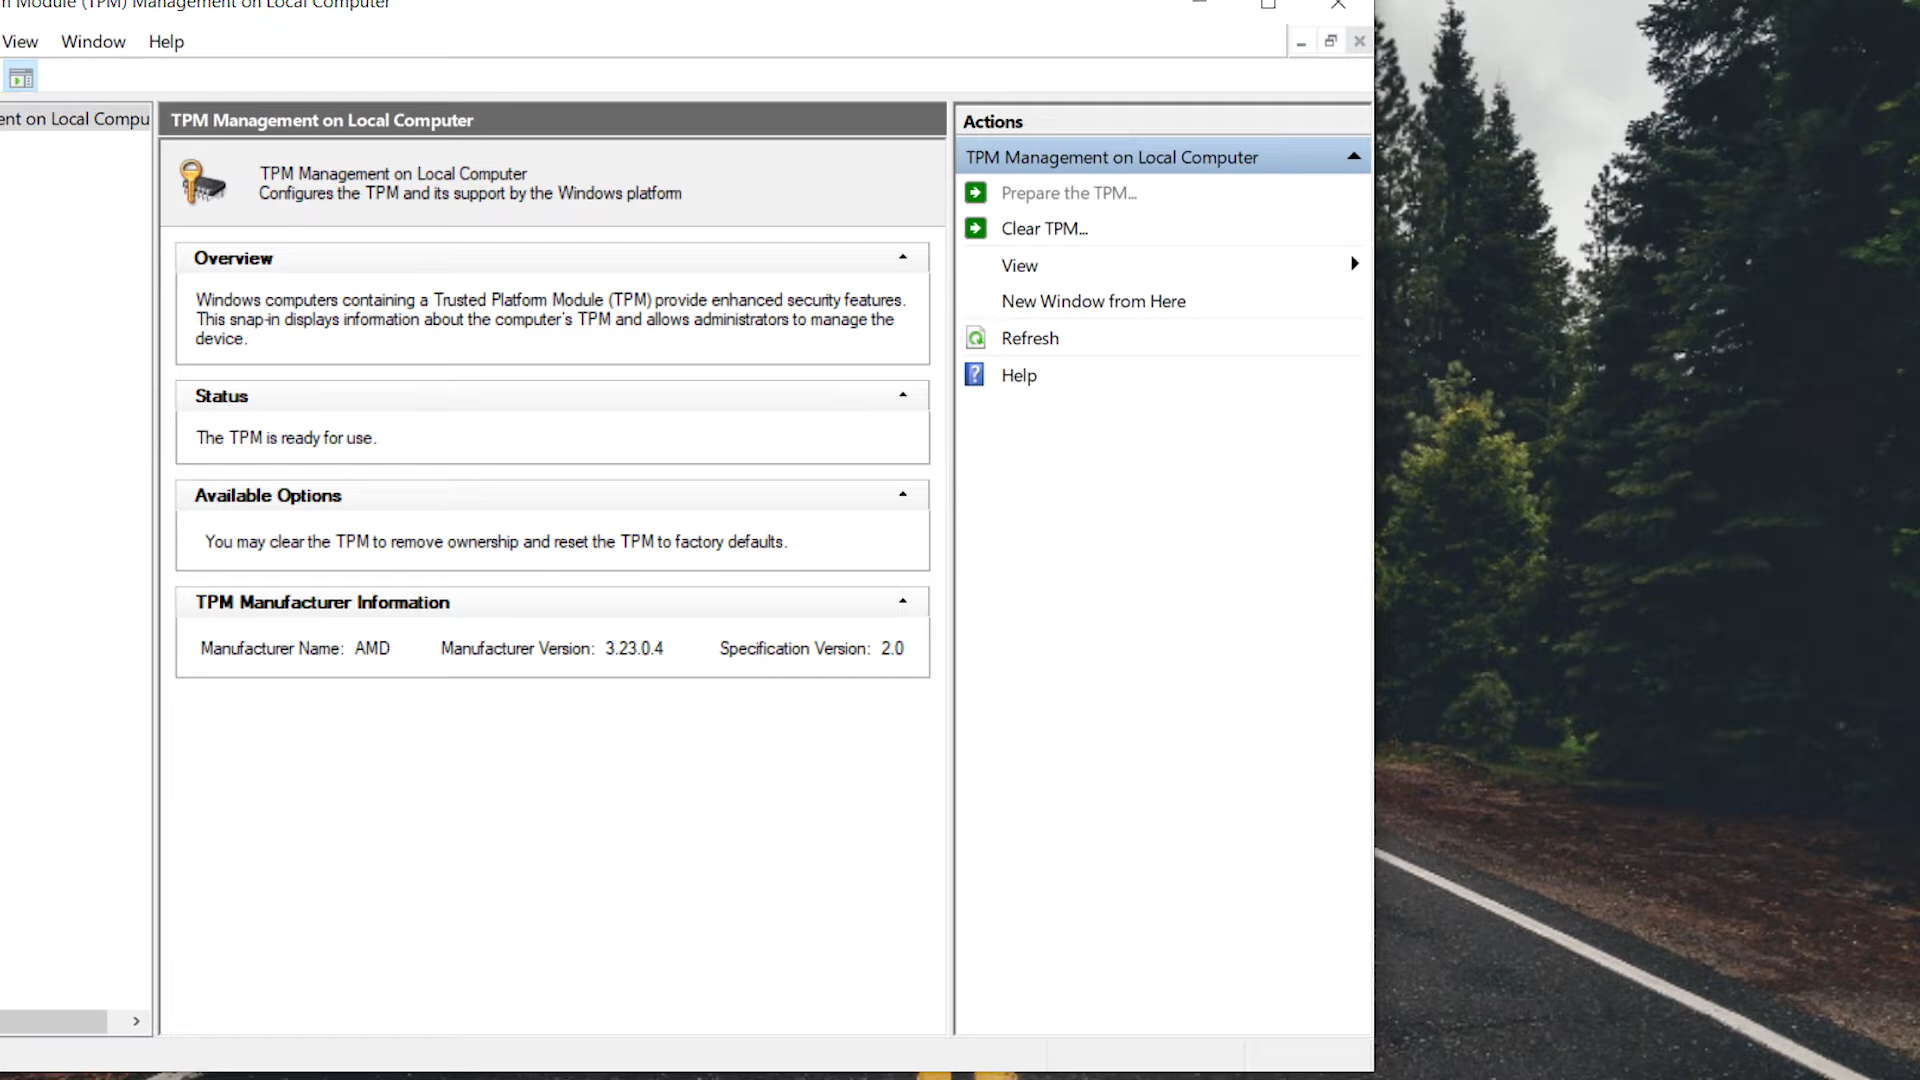 Module (TPM) Management on Local Computer
View Window Help
ent on Local Compu
TPM Management on Local Computer
TPM Management on Local Computer
Configures the TPM and its support by the Windows platform
Overview
Windows computers containing a Trusted Platform Module (TPM) provide enhanced security features.
This snap-in displays information about the computer's TPM and allows administrators to manage the
device.
Status
The TPM is ready for use.
Available Options
You may clear the TPM to remove ownership and reset the TPM to factory defaults.
TPM Manufacturer Information
Manufacturer Name: AMD Manufacturer Version: 3.23.0.4 Specification Version: 2.0
Actions
TPM Management on Local Computer
Prepare the TPM...
Clear TPM...
View
New Window from Here
Refresh
Help